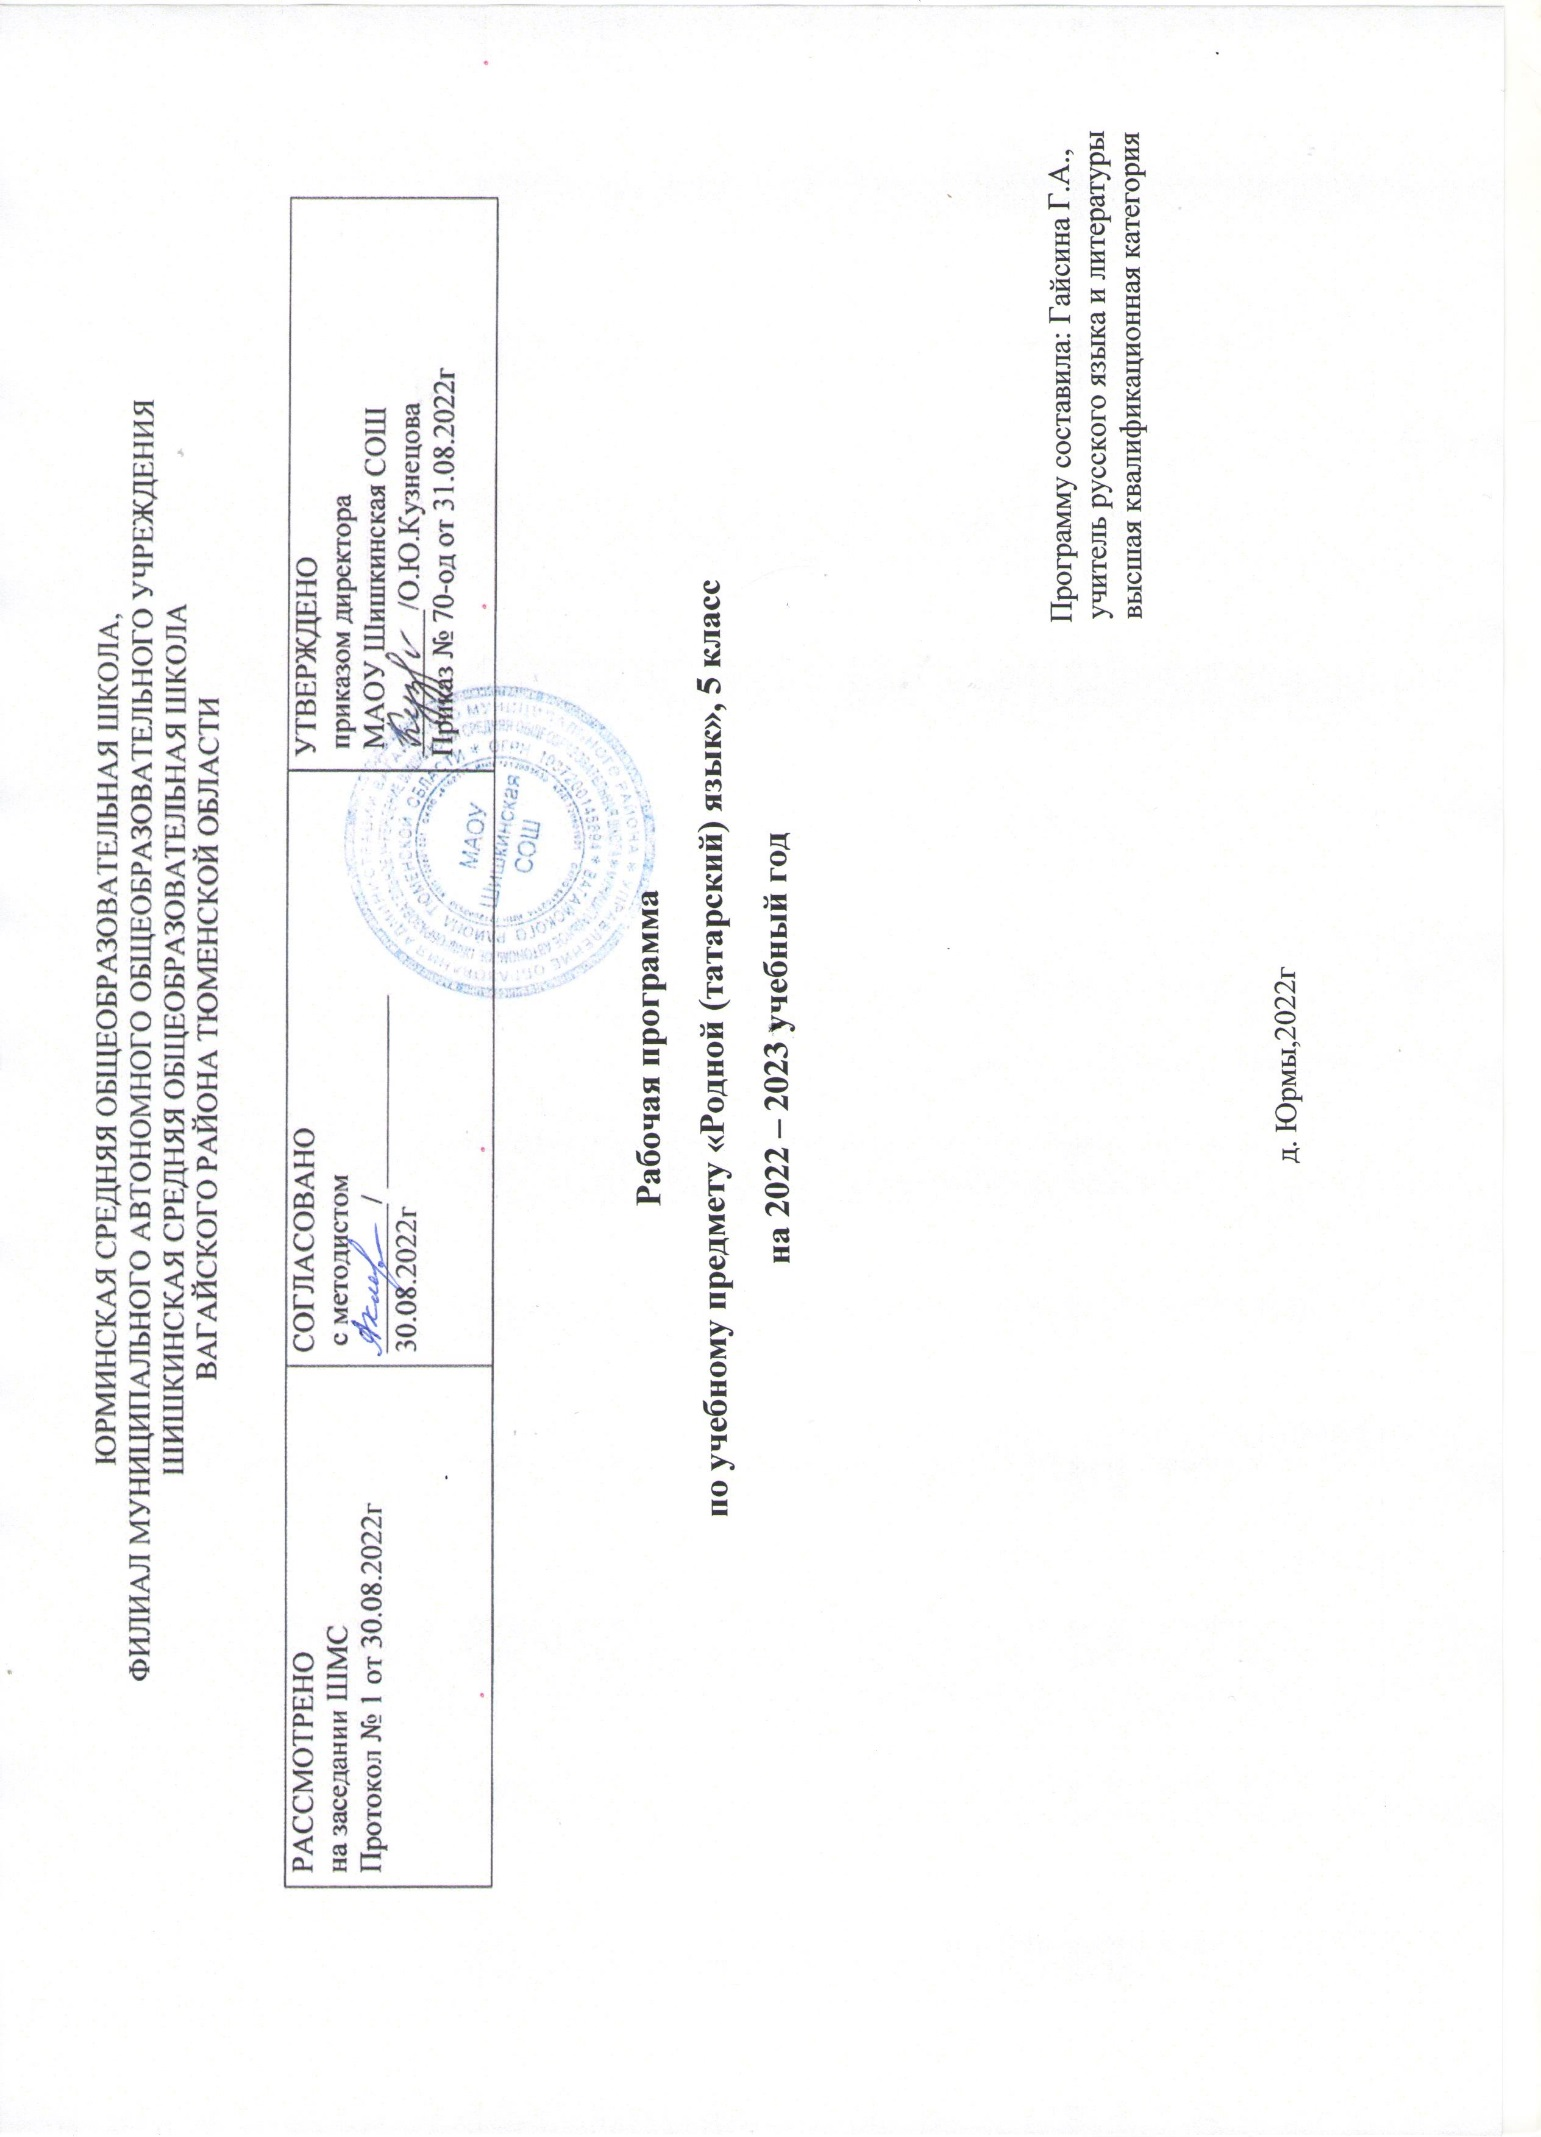 ЮРМИНСКАЯ СРЕДНЯЯ ОБЩЕОБРАЗОВАТЕЛЬНАЯ ШКОЛА,
ФИЛИАЛ МУНИЦИПАЛЬНОГО АВТОНОМНОГО ОБЩЕОБРАЗОВАТЕЛЬНОГО УЧРЕЖДЕНИЯ
ШИШКИНСКАЯ СРЕДНЯЯ ОБЩЕОБРАЗОВАТЕЛЬНАЯ ШКОЛА
ВАГАЙСКОГО РАЙОНА ТЮМЕНСКОЙ ОБЛАСТИ
РАССМОТРЕНО
на заседании ШМС
Протокол № 1 от 30.08.2022г
СОГЛАСОВАНО
с методистом
/
30.08.2022г
УТВЕРЖДЕНО
приказом директора
МАОУ Шишкинская СОШ
/О.Ю.Кузнецова
Приказ № 70-од от 31.08.2022г
МАОУ
Шишкинская
СОШ
Рабочая программа
по учебному предмету «Родной (татарский) язык», 5 класс
на 2022 – 2023 учебный год
Программу составила: Гайсина Г.А.,
учитель русского языка и литературы
высшая квалификационная категория
д. Юрмы,2022г